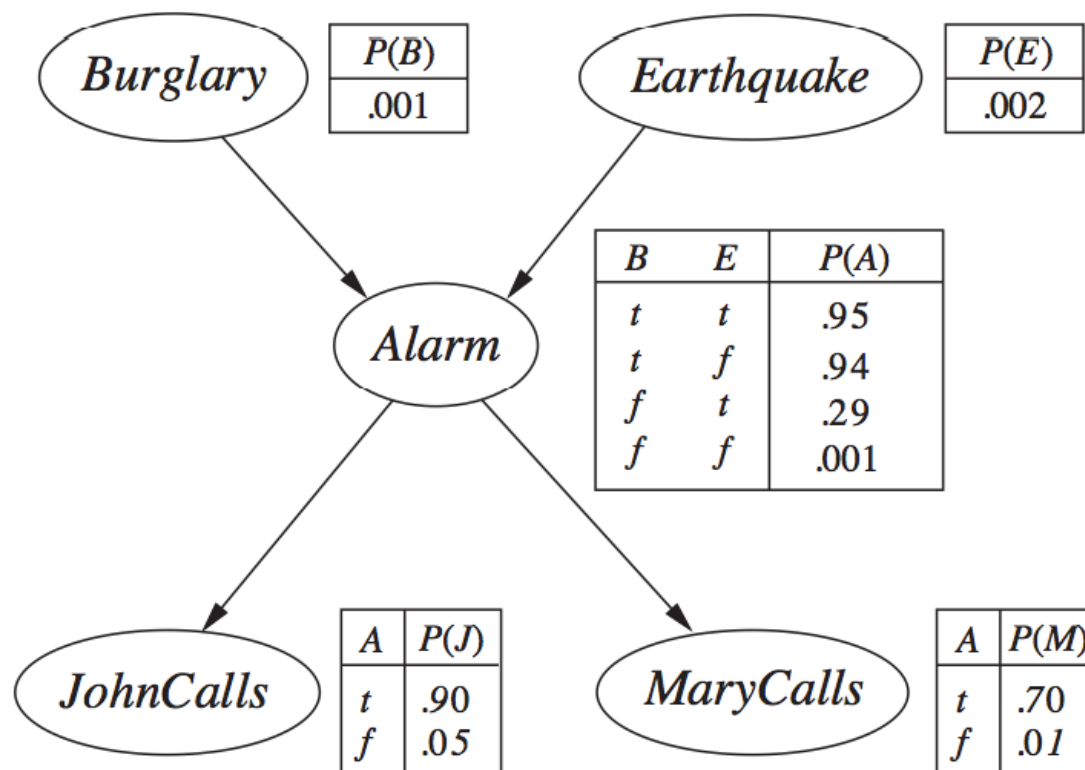 Burglary
P(B)
.001
Earthquake
P(E)
.002
Alarm
B E P(A)
t t .95
t f .94
f t .29
f f .001
JohnCalls
A P(J)
t .90
f .05
MaryCalls
A P(M)
t .70
f .01